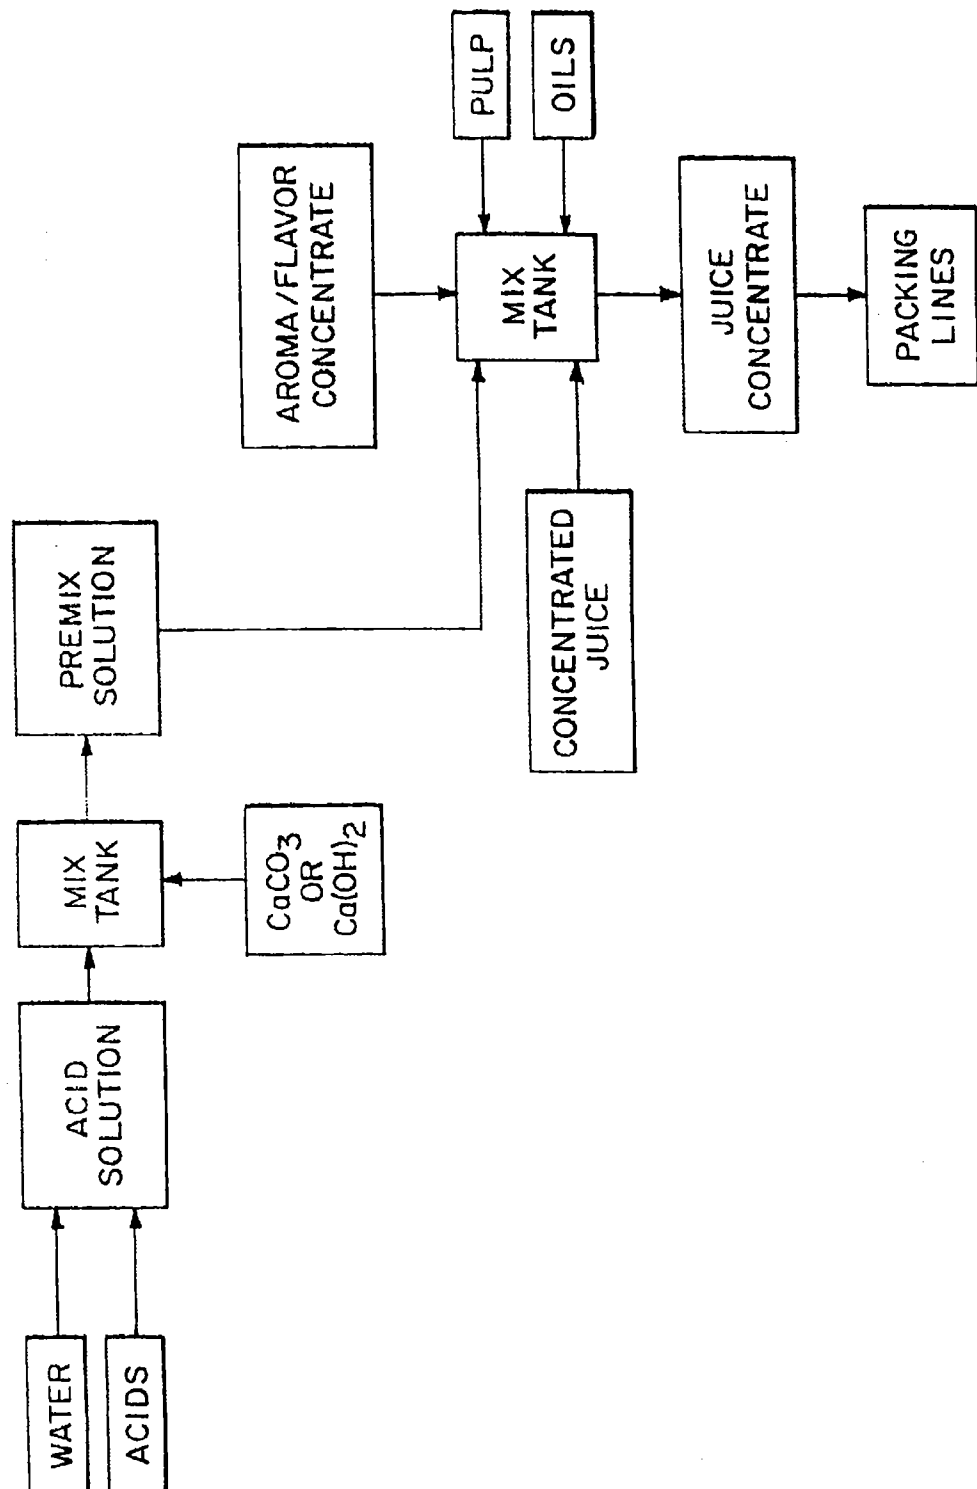 WATER
ACIDS
ACID
SOLUTION
MIX
TANK
CaCO3
OR
Ca(OH)2
PREMIX
SOLUTION
AROMA/FLAVOR
CONCENTRATE
CONCENTRATED
JUICE
MIX
TANK
PULP
OILS
JUICE
CONCENTRATE
PACKING
LINES